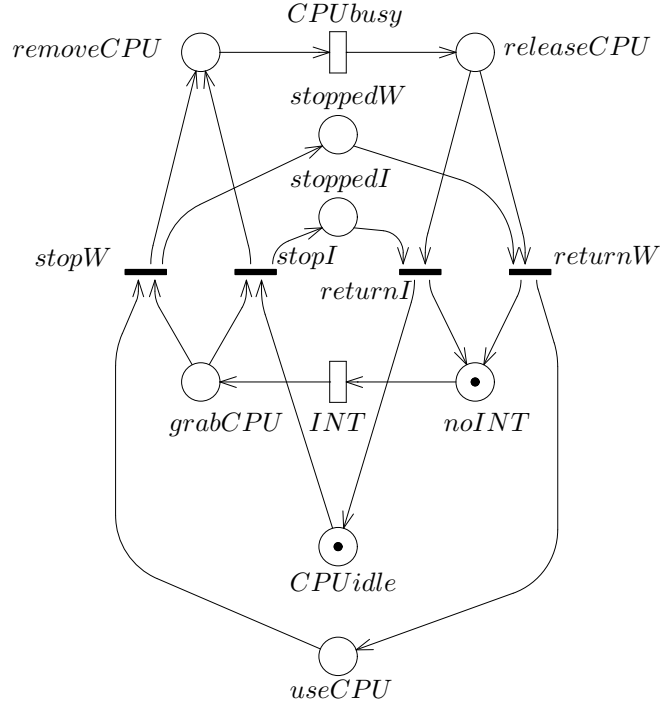 CPUbusy
removeCPU
releaseCPU
stoppedW
stoppedI
stopW
stopI
returnW
returnI
grabCPU
INT
noINT
CPUidle
useCPU